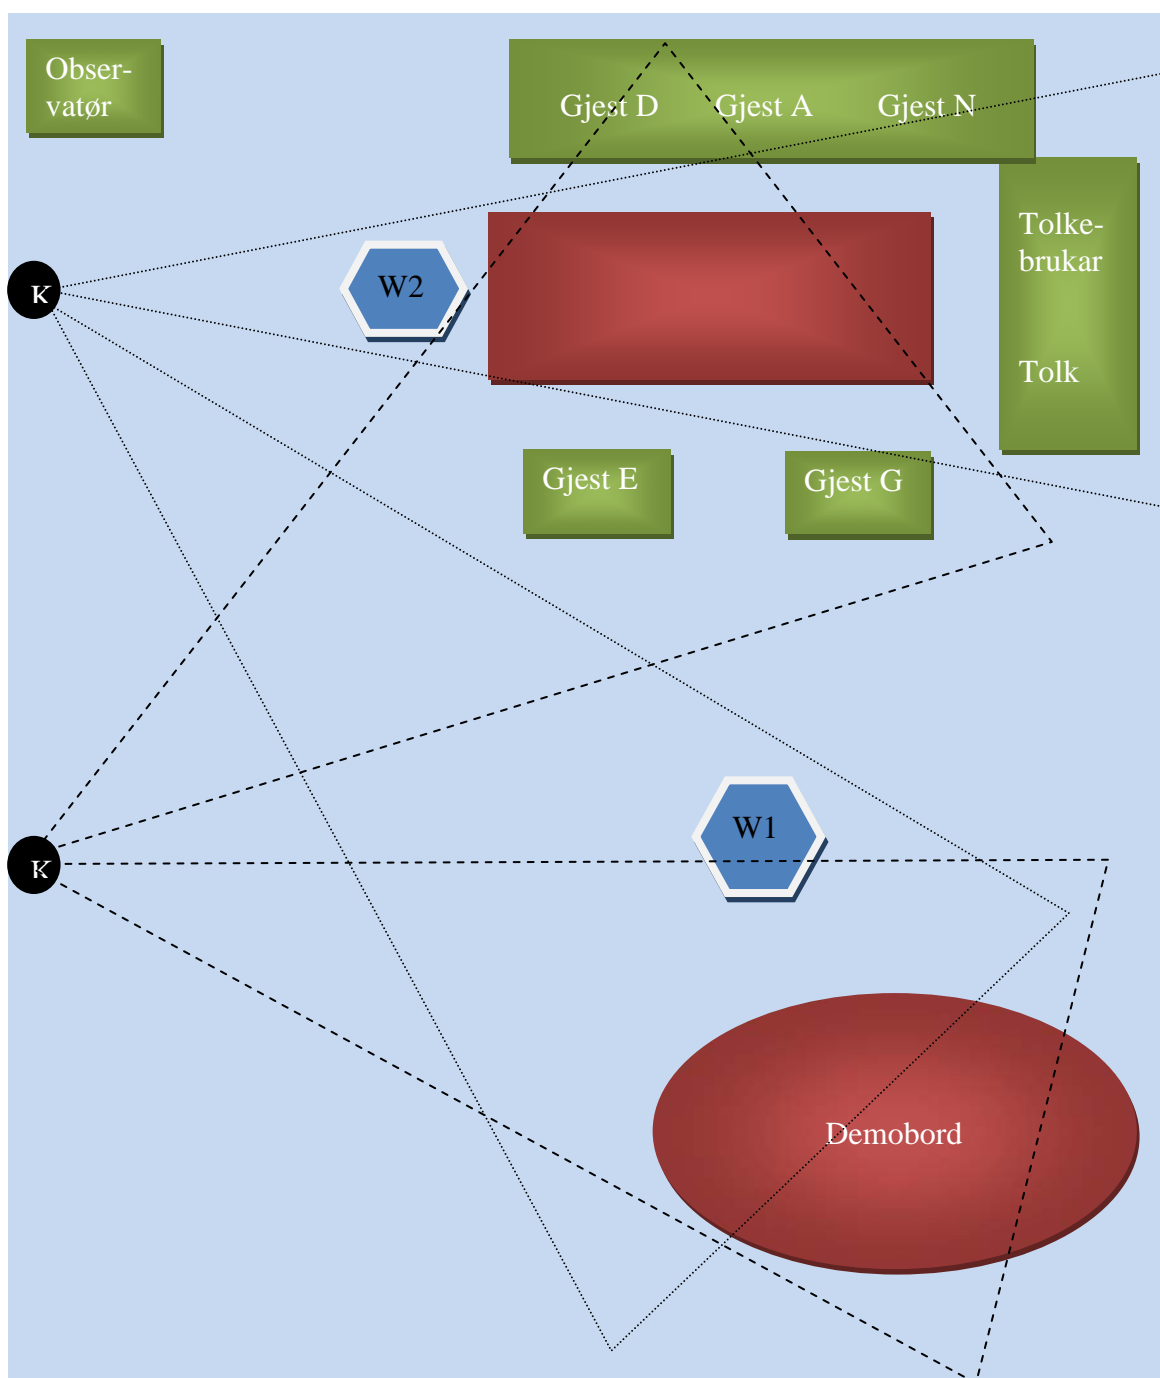 Obser-
vatør
Gjest D Gjest A Gjest N
Tolke-
brukar
Tolk
K
W2
Gjest E
Gjest G
W1
K
Demobord